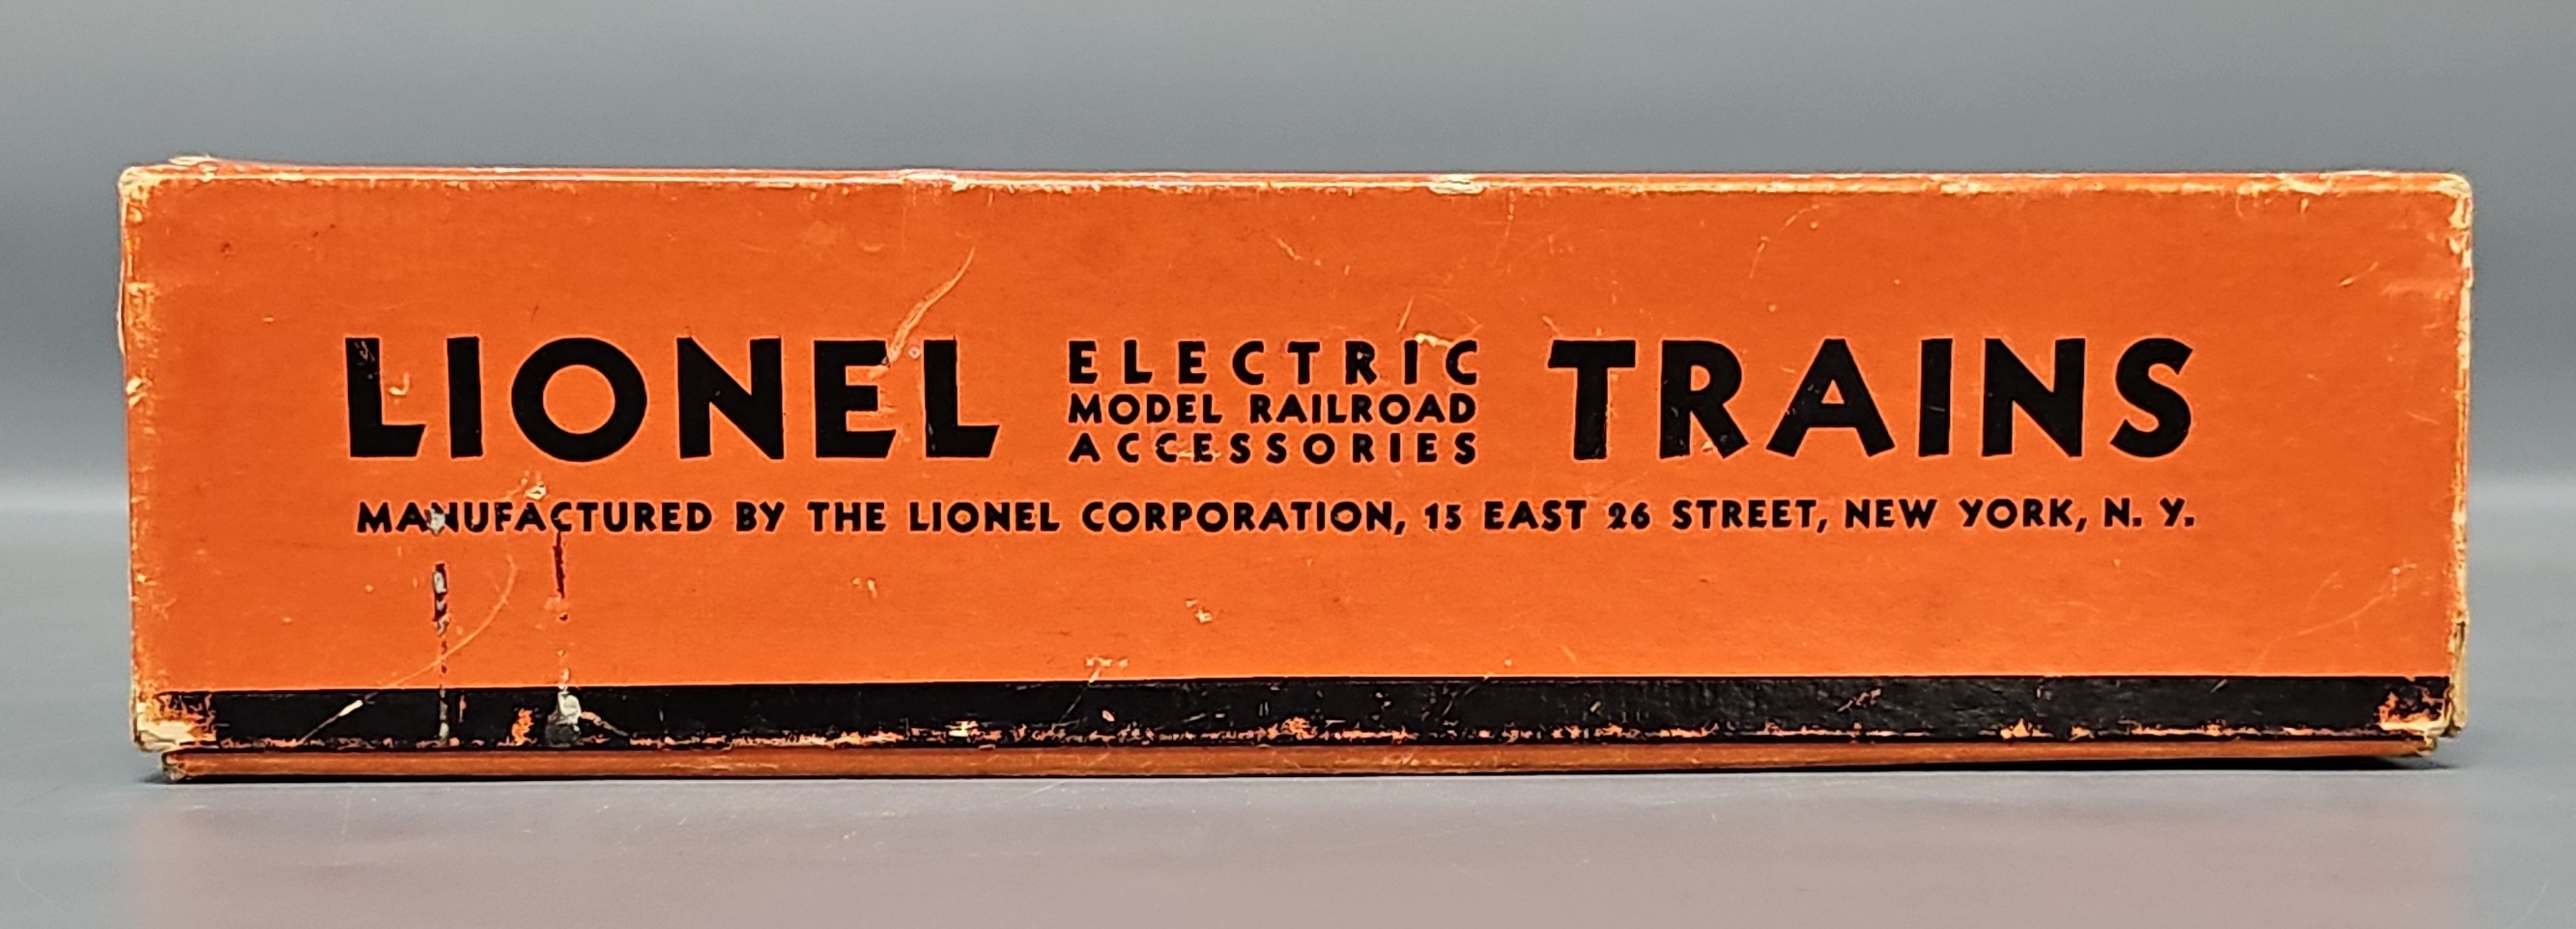 LIONEL ELECTRIC TRAINS
MODEL RAILROAD
ACCESSORIES
MANUFACTURED BY THE LIONEL CORPORATION, 15 EAST 26 STREET, NEW YORK, N. Y.